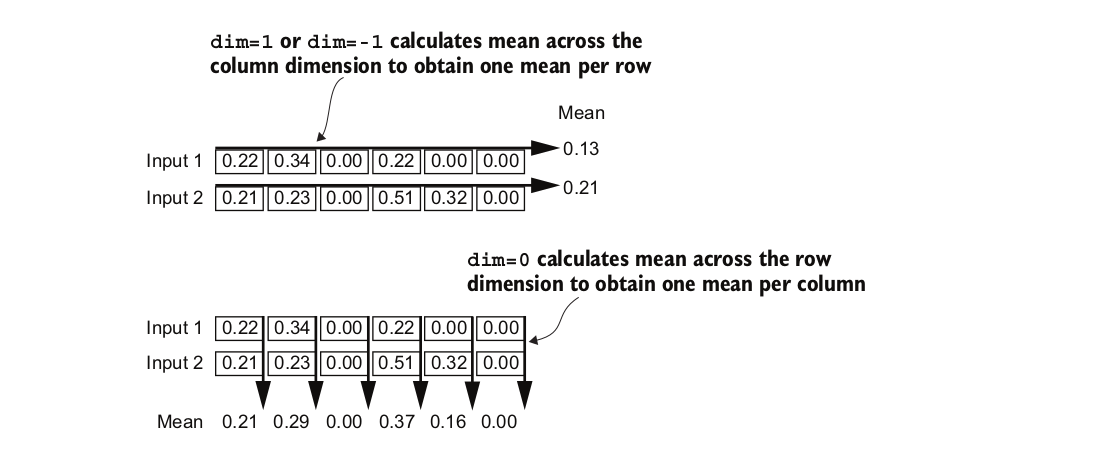 dim=1 or dim=-1 calculates mean across the
column dimension to obtain one mean per row
Mean
Input 1 0.22 0.34 0.00 0.22 0.00 0.00 0.13
Input 2 0.21 0.23 0.00 0.51 0.32 0.00 0.21
dim=0 calculates mean across the row
dimension to obtain one mean per column
Input 1 0.22 0.34 0.00 0.22 0.00 0.00
Input 2 0.21 0.23 0.00 0.51 0.32 0.00
Mean 0.21 0.29 0.00 0.37 0.16 0.00